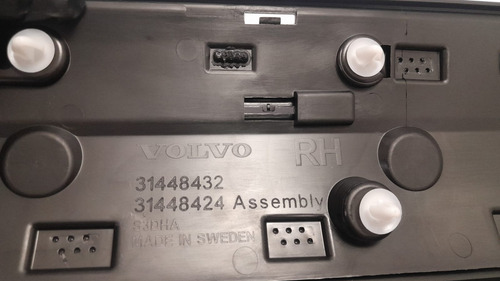 VOLVO RH
31448432
31448424 Assembly
MADE IN SWEDEN